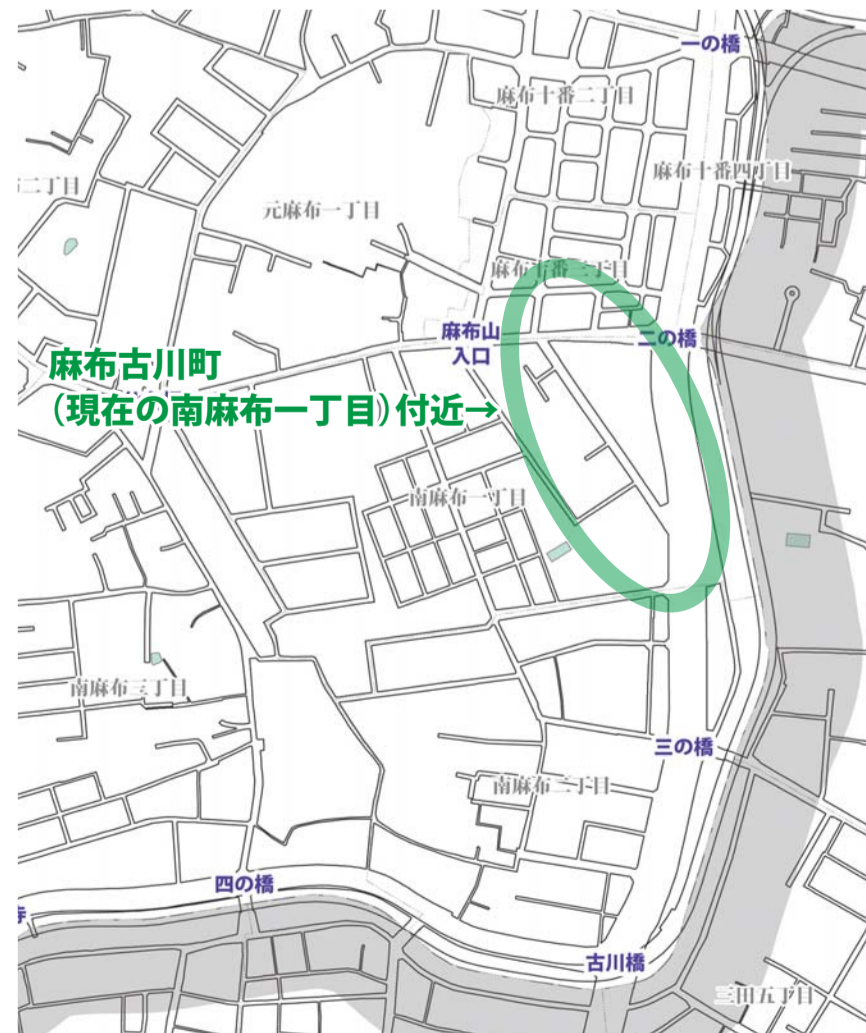 一の橋
麻布十番二丁目
麻布十番四丁目
二丁目
元麻布一丁目
麻布十番三丁目
麻布山
入口
二の橋
麻布古川町
(現在の南麻布一丁目)付近→
南麻布一丁目
南麻布三丁目
三の橋
南麻布二丁目
四の橋
寺
古川橋
三田五丁目